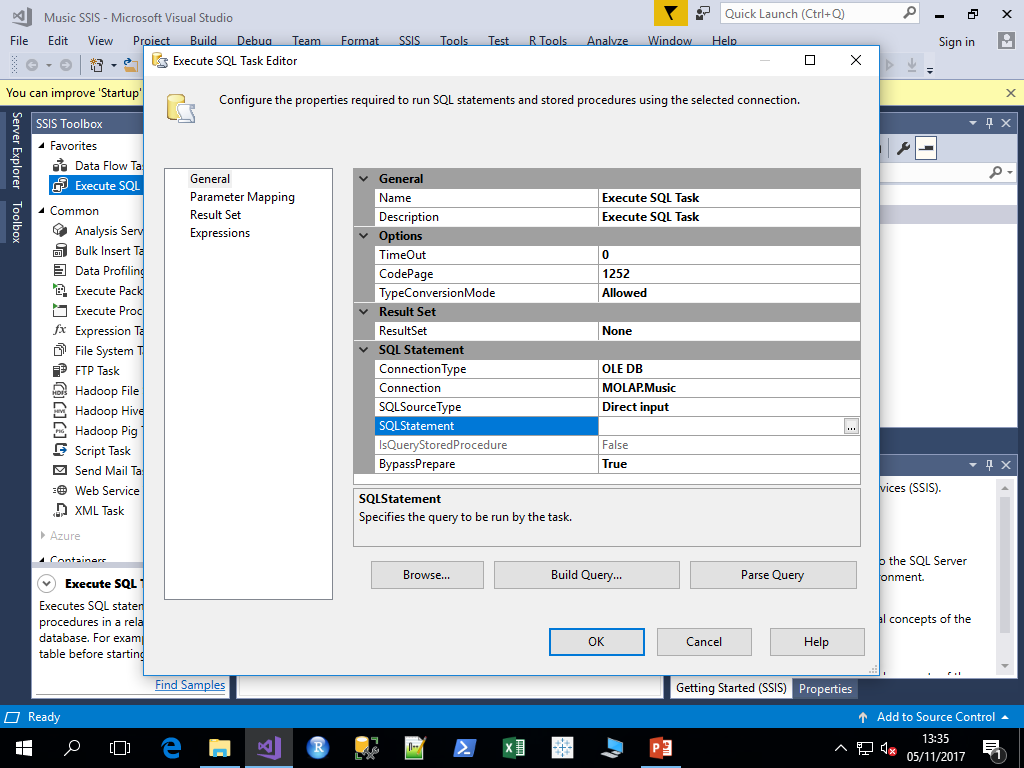 Music SSIS - Microsoft Visual Studio
Quick Launch (Ctrl+Q)
File Edit View Project Build Debug Team Format SSIS Tools Test R Tools Analyze Window Help
Sign in
You can improve 'Startup'
Server Explorer
Toolbox
SSIS Toolbox
Favorites
Data Flow Ta
Execute SQL
Common
Analysis Serv
Bulk Insert Ta
Data Profiling
Execute Pack
Execute Proc
Expression Ta
File System T
FTP Task
Hadoop File
Hadoop Hive
Hadoop Pig
Script Task
Send Mail Ta
Web Service
XML Task
Azure
Containers
Execute SQL T
Executes SQL statem
procedures in a rela
database. For examp
table before starting
Find Samples
Execute SQL Task Editor
Configure the properties required to run SQL statements and stored procedures using the selected connection.
General
Parameter Mapping
Result Set
Expressions
General
Name Execute SQL Task
Description Execute SQL Task
Options
TimeOut 0
CodePage 1252
TypeConversionMode Allowed
Result Set
ResultSet None
SQL Statement
ConnectionType OLE DB
Connection MOLAP.Music
SQLSourceType Direct input
SQLStatement ...
IsQueryStoredProcedure False
BypassPrepare True
SQLStatement
Specifies the query to be run by the task.
Browse... Build Query... Parse Query
OK Cancel Help
vices (SSIS).
o the SQL Server
onment.
al concepts of the
Getting Started (SSIS) Properties
Ready
Add to Source Control
13:35
05/11/2017
1